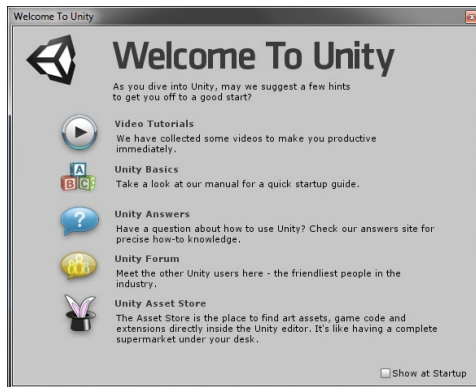 Welcome To Unity
Welcome To Unity
As you dive into Unity, may we suggest a few hints
to get you off to a good start?
Video Tutorials
We have collected some videos to make you productive
immediately.
A
B C
Unity Basics
Take a look at our manual for a quick startup guide.
?
Unity Answers
Have a question about how to use Unity? Check our answers site for
precise how-to knowledge.
Unity Forum
Meet the other Unity users here - the friendliest people in the
industry.
Unity Asset Store
The Asset Store is the place to find art assets, game code and
extensions directly inside the Unity editor. It's like having a complete
supermarket under your desk.
Show at Startup